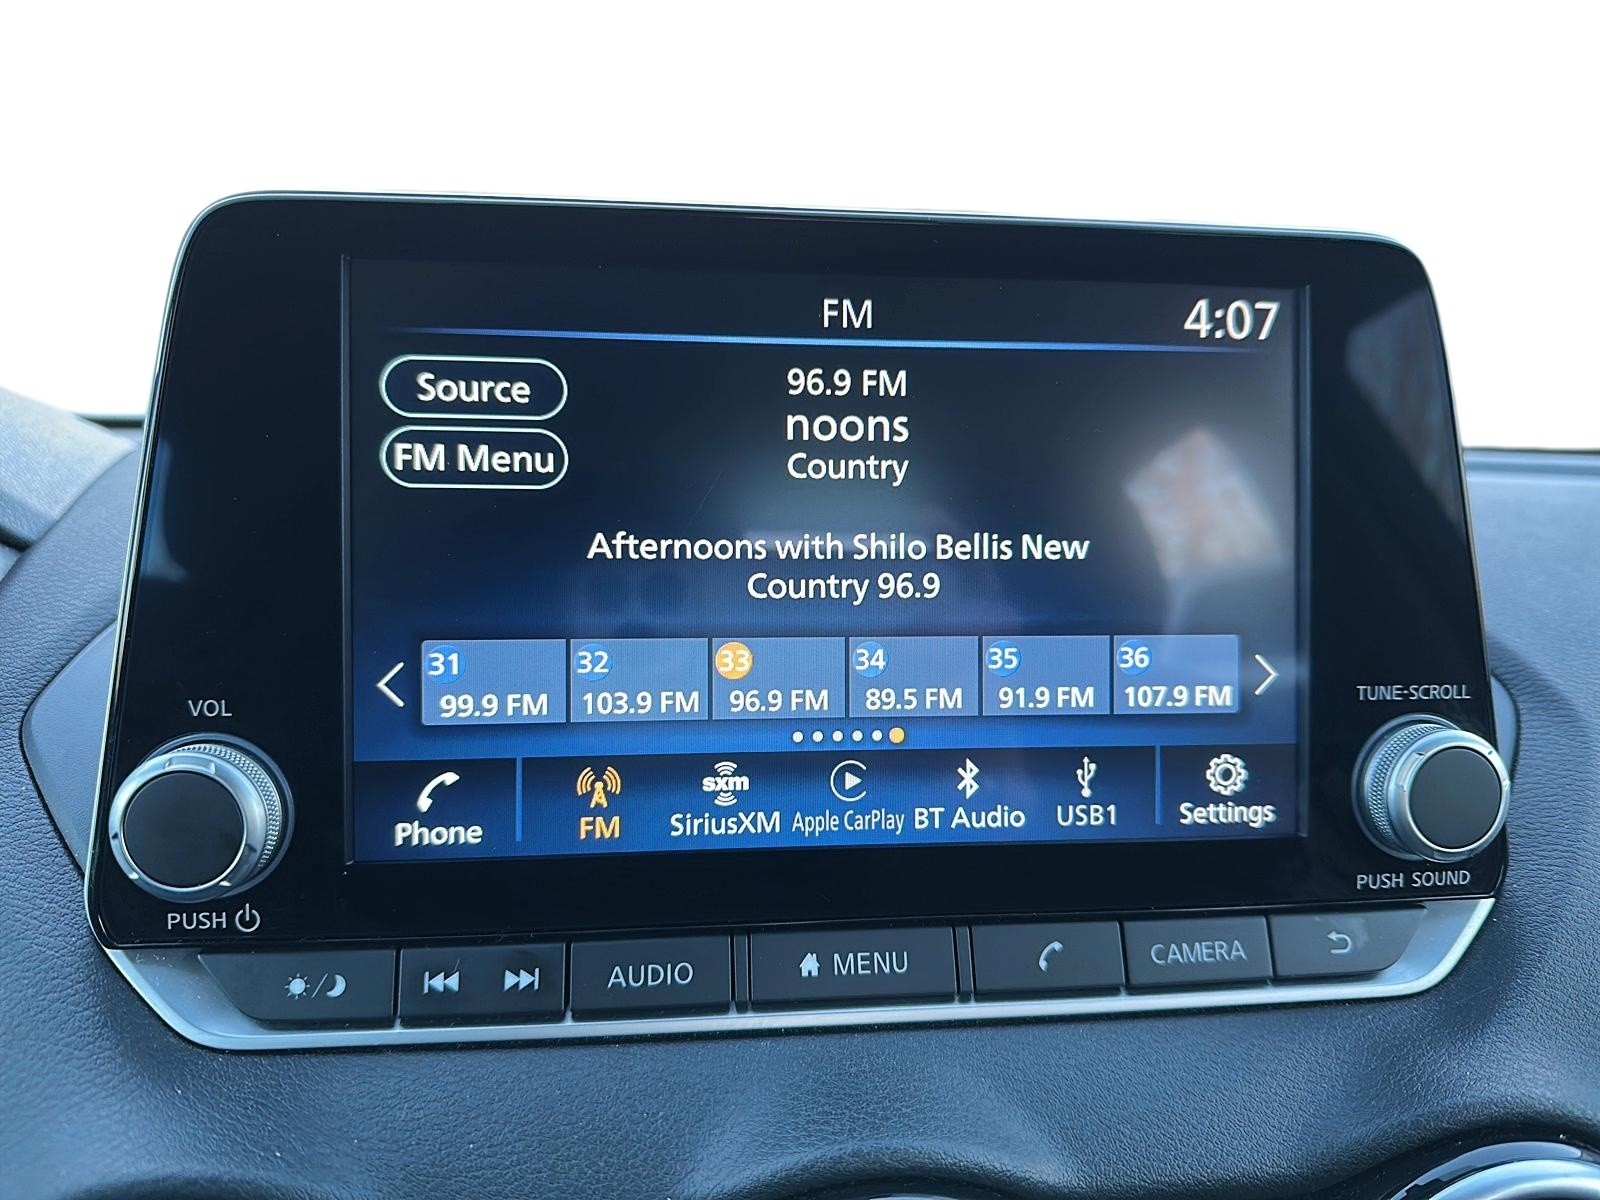 FM
4:07
Source
96.9 FM
FM Menu
noons
Country
Afternoons with Shilo Bellis New
Country 96.9
31
32
33
34
35
36
99.9 FM
103.9 FM
96.9 FM
89.5 FM
91.9 FM
107.9 FM
VOL
TUNE·SCROLL
sxm
Phone
FM
SiriusXM
Apple CarPlay
BT Audio
USB1
Settings
PUSH
PUSH SOUND
AUDIO
MENU
CAMERA